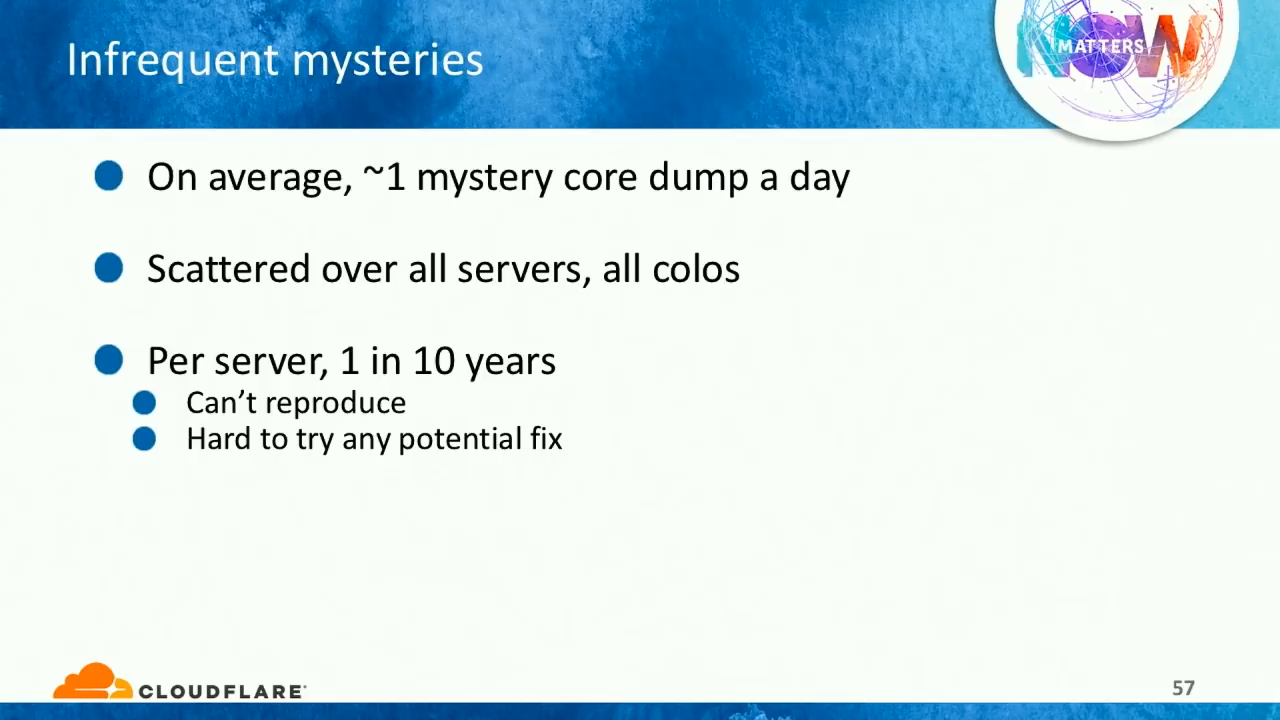 Infrequent mysteries
NOW
MATTERS
On average, ~1 mystery core dump a day
Scattered over all servers, all colos
Per server, 1 in 10 years
Can’t reproduce
Hard to try any potential fix
CLOUDFLARE
57